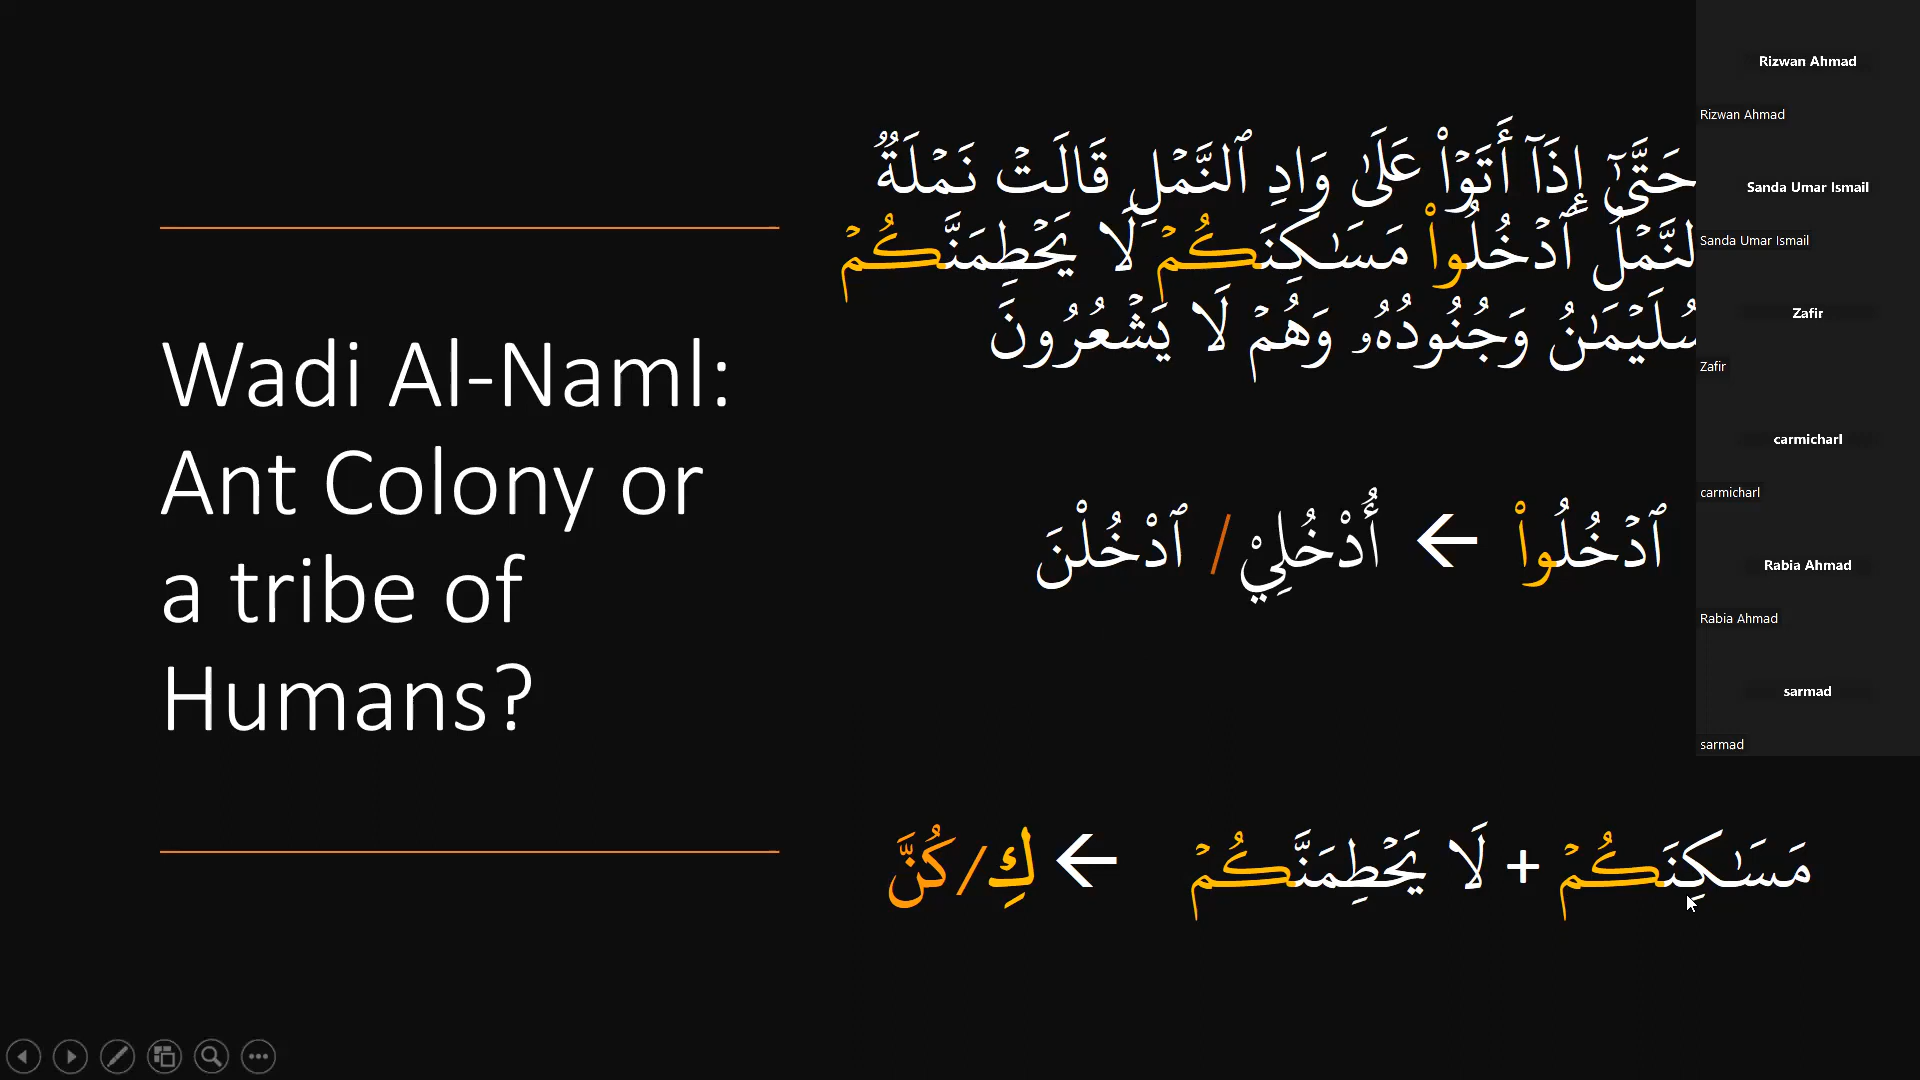 Wadi Al-Naml:
Ant Colony or
a tribe of
Humans?
حَتَّىٰٓ إِذَآ أَتَوۡاْ عَلَىٰ وَادِ ٱلنَّمۡلِ قَالَتۡ نَمۡلَةٞ
ٱدۡخُلُواْ مَسَٰكِنَكُمۡ لَا يَحۡطِمَنَّكُمۡ
سُلَيۡمَٰنُ وَجُنُودُهُۥ وَهُمۡ لَا يَشۡعُرُونَ
ٱدۡخُلُواْ ← أُدْخُلِيْ / ٱدْخُلْنَ
مَسَٰكِنَكُمۡ + لَا يَحۡطِمَنَّكُمۡ ← كِ/كُنَّ
Rizwan Ahmad
Rizwan Ahmad
Sanda Umar Ismail
Sanda Umar Ismail
Zafir
Zafir
carmicharl
carmicharl
Rabia Ahmad
Rabia Ahmad
sarmad
sarmad